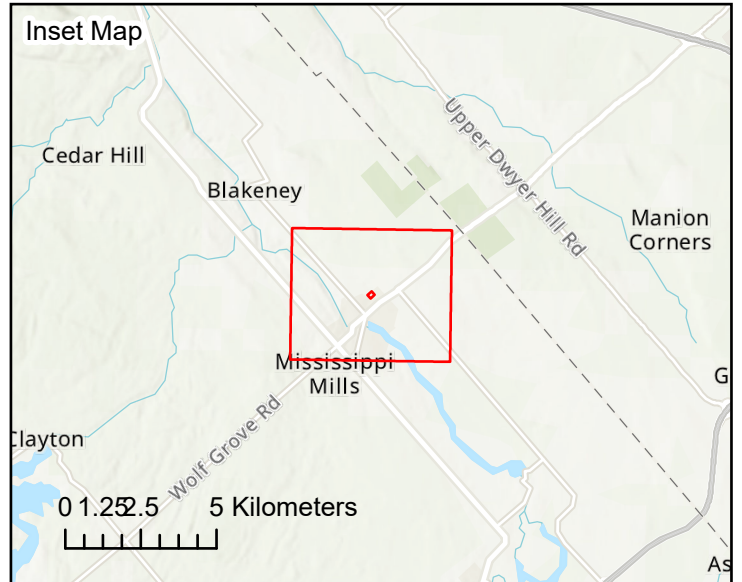 Inset Map
Cedar Hill
Blakeney
Upper Dwyer Hill Rd
Manion
Corners
Mississippi
Mills
G
Clayton
Wolf Grove Rd
0 1.25 2.5 5 Kilometers
As